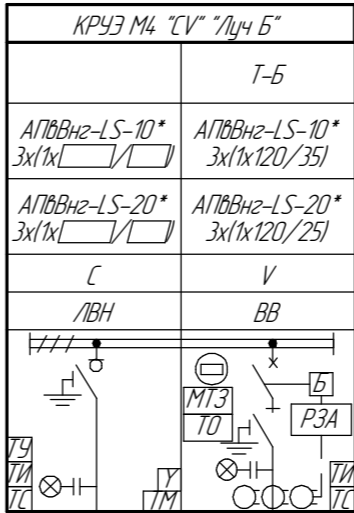 КРУЭ М4 "CV" "Луч Б"
Т-Б
АПвВнг-LS-10*
3х(1х / )
АПвВнг-LS-10*
3х(1х120/35)
АПвВнг-LS-20*
3х(1х / )
АПвВнг-LS-20*
3х(1х120/25)
C
V
ЛВН
ВВ
МТЗ
ТО
Б
РЗА
ТУ
ТИ
ТС
У
ТМ
ТИ
ТС